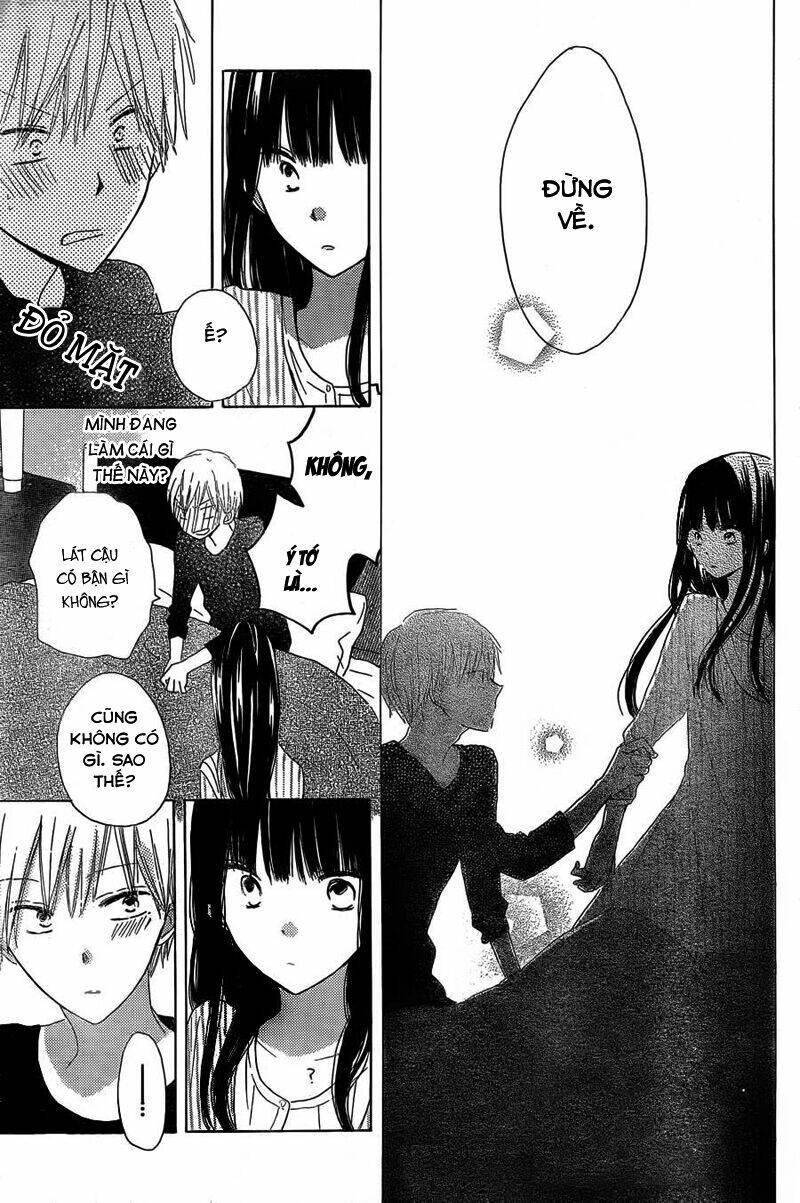 ĐỪNG
VỀ.
Ế?
ĐỎ MẶT
KHÔNG,
Ý TỚ
LÀ...
MÌNH ĐANG
LÀM CÁI GÌ
THẾ NÀY?
LÁT CẬU
CÓ BẬN GÌ
KHÔNG?
CŨNG
KHÔNG CÓ
GÌ. SAO
THẾ?
?
...